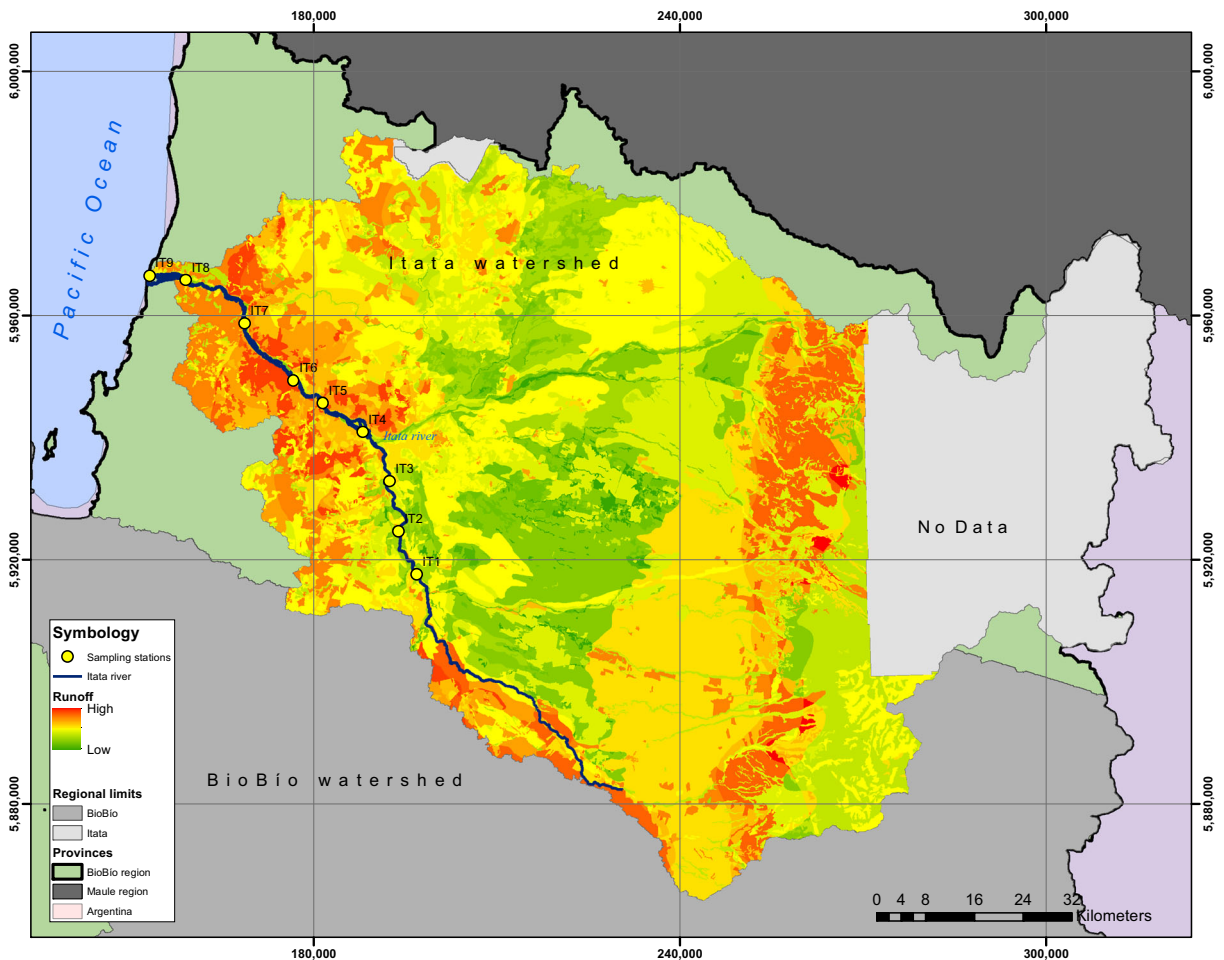 180,000
240,000
300,000
6,000,000
6,000,000
Pacific Ocean
Itata watershed
IT9
IT8
IT7
5,960,000
5,960,000
IT6
IT5
IT4
Itata river
IT3
IT2
IT1
No Data
5,920,000
5,920,000
Symbology
Sampling stations
Itata river
Runoff
High
Low
Regional limits
BioBío
Itata
Provinces
BioBío region
Maule region
Argentina
BioBío watershed
5,880,000
5,880,000
0 4 8 16 24 32
Kilometers
180,000
240,000
300,000